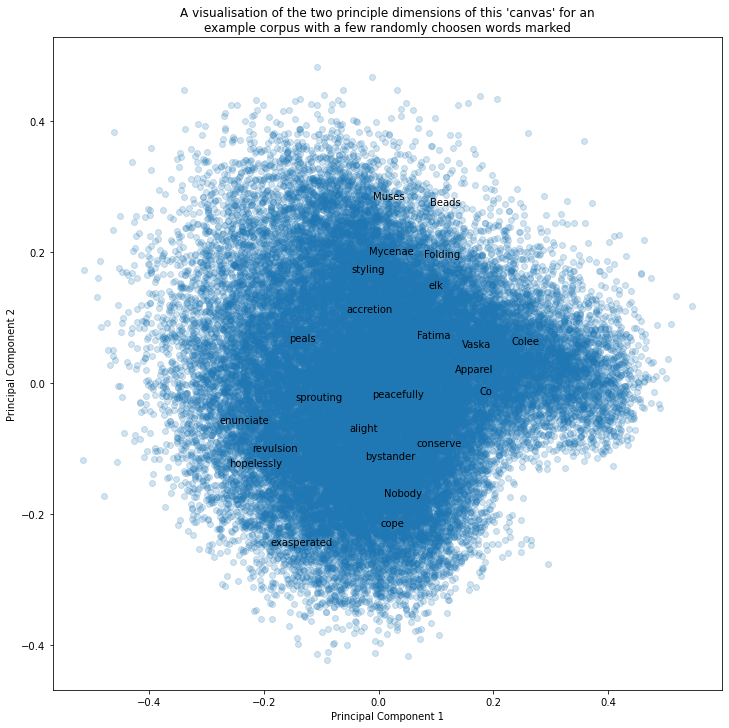 A visualisation of the two principle dimensions of this 'canvas' for an
example corpus with a few randomly choosen words marked
0.4
Muses
Beads
0.2
Mycenae
Folding
styling
elk
accretion
peals
Fatima
Vaska
Colee
Apparel
0.0
Co
sprouting
peacefully
enunciate
alight
conserve
revulsion
bystander
hopelessly
Nobody
−0.2
cope
exasperated
−0.4
Principal Component 2
−0.4
−0.2
0.0
0.2
0.4
Principal Component 1